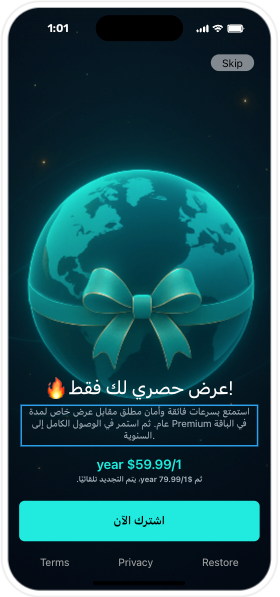 1:01
Skip
عرض حصري لك فقط🔥!
استمتع بسرعات فائقة وأمان مطلق مقابل عرض خاص لمدة
عام. ثم استمر في الوصول الكامل إلى Premium في الباقة
السنوية.
year $59.99/1
ثم 79.99/1$ year، يتم التجديد تلقائيًا.
اشترك الآن
Terms Privacy Restore